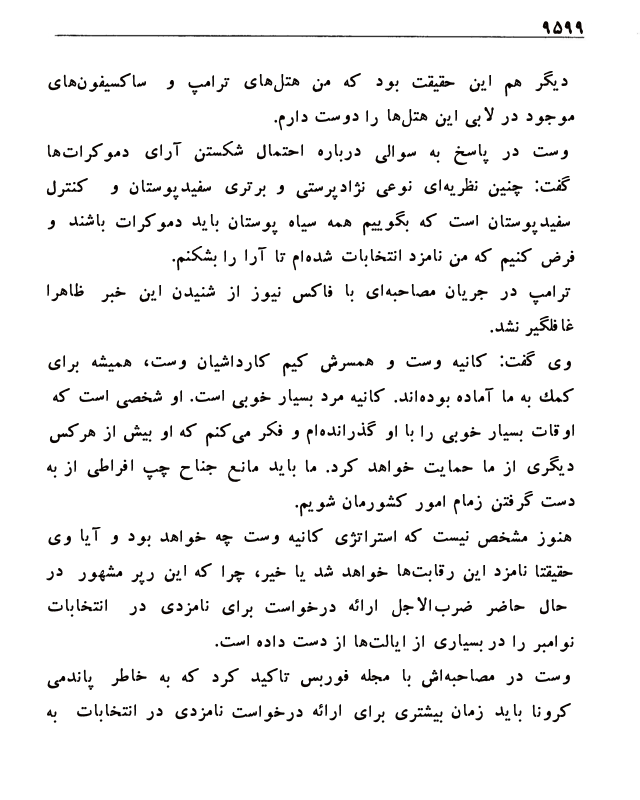 ۹۵۹۹
دیگر هم این حقیقت بود که من هتل‌های ترامپ و ساکسیفون‌های
موجود در لابی این هتل‌ها را دوست دارم.
وست در پاسخ به سوالی درباره احتمال شکستن آرای دموکرات‌ها
گفت: چنین نظریه‌ای نوعی نژادپرستی و برتری سفیدپوستان و کنترل
سفیدپوستان است که بگوییم همه سیاه پوستان باید دموکرات باشند و
فرض کنیم که من نامزد انتخابات شده‌ام تا آرا را بشکنم.
ترامپ در جریان مصاحبه‌ای با فاکس نیوز از شنیدن این خبر ظاهرا
غافلگیر نشد.
وی گفت: کانیه وست و همسرش کیم کارداشیان وست، همیشه برای
کمك به ما آماده بوده‌اند. کانیه مرد بسیار خوبی است. او شخصی است که
اوقات بسیار خوبی را با او گذرانده‌ام و فکر می‌کنم که او بیش از هرکس
دیگری از ما حمایت خواهد کرد. ما باید مانع جناح چپ افراطی از به
دست گرفتن زمام امور کشورمان شویم.
هنوز مشخص نیست که استراتژی کانیه وست چه خواهد بود و آیا وی
حقیقتا نامزد این رقابت‌ها خواهد شد یا خیر، چرا که این رپر مشهور در
حال حاضر ضرب‌الاجل ارائه درخواست برای نامزدی در انتخابات
نوامبر را در بسیاری از ایالت‌ها از دست داده است.
وست در مصاحبه‌اش با مجله فوربس تاکید کرد که به خاطر پاندمی
کرونا باید زمان بیشتری برای ارائه درخواست نامزدی در انتخابات به